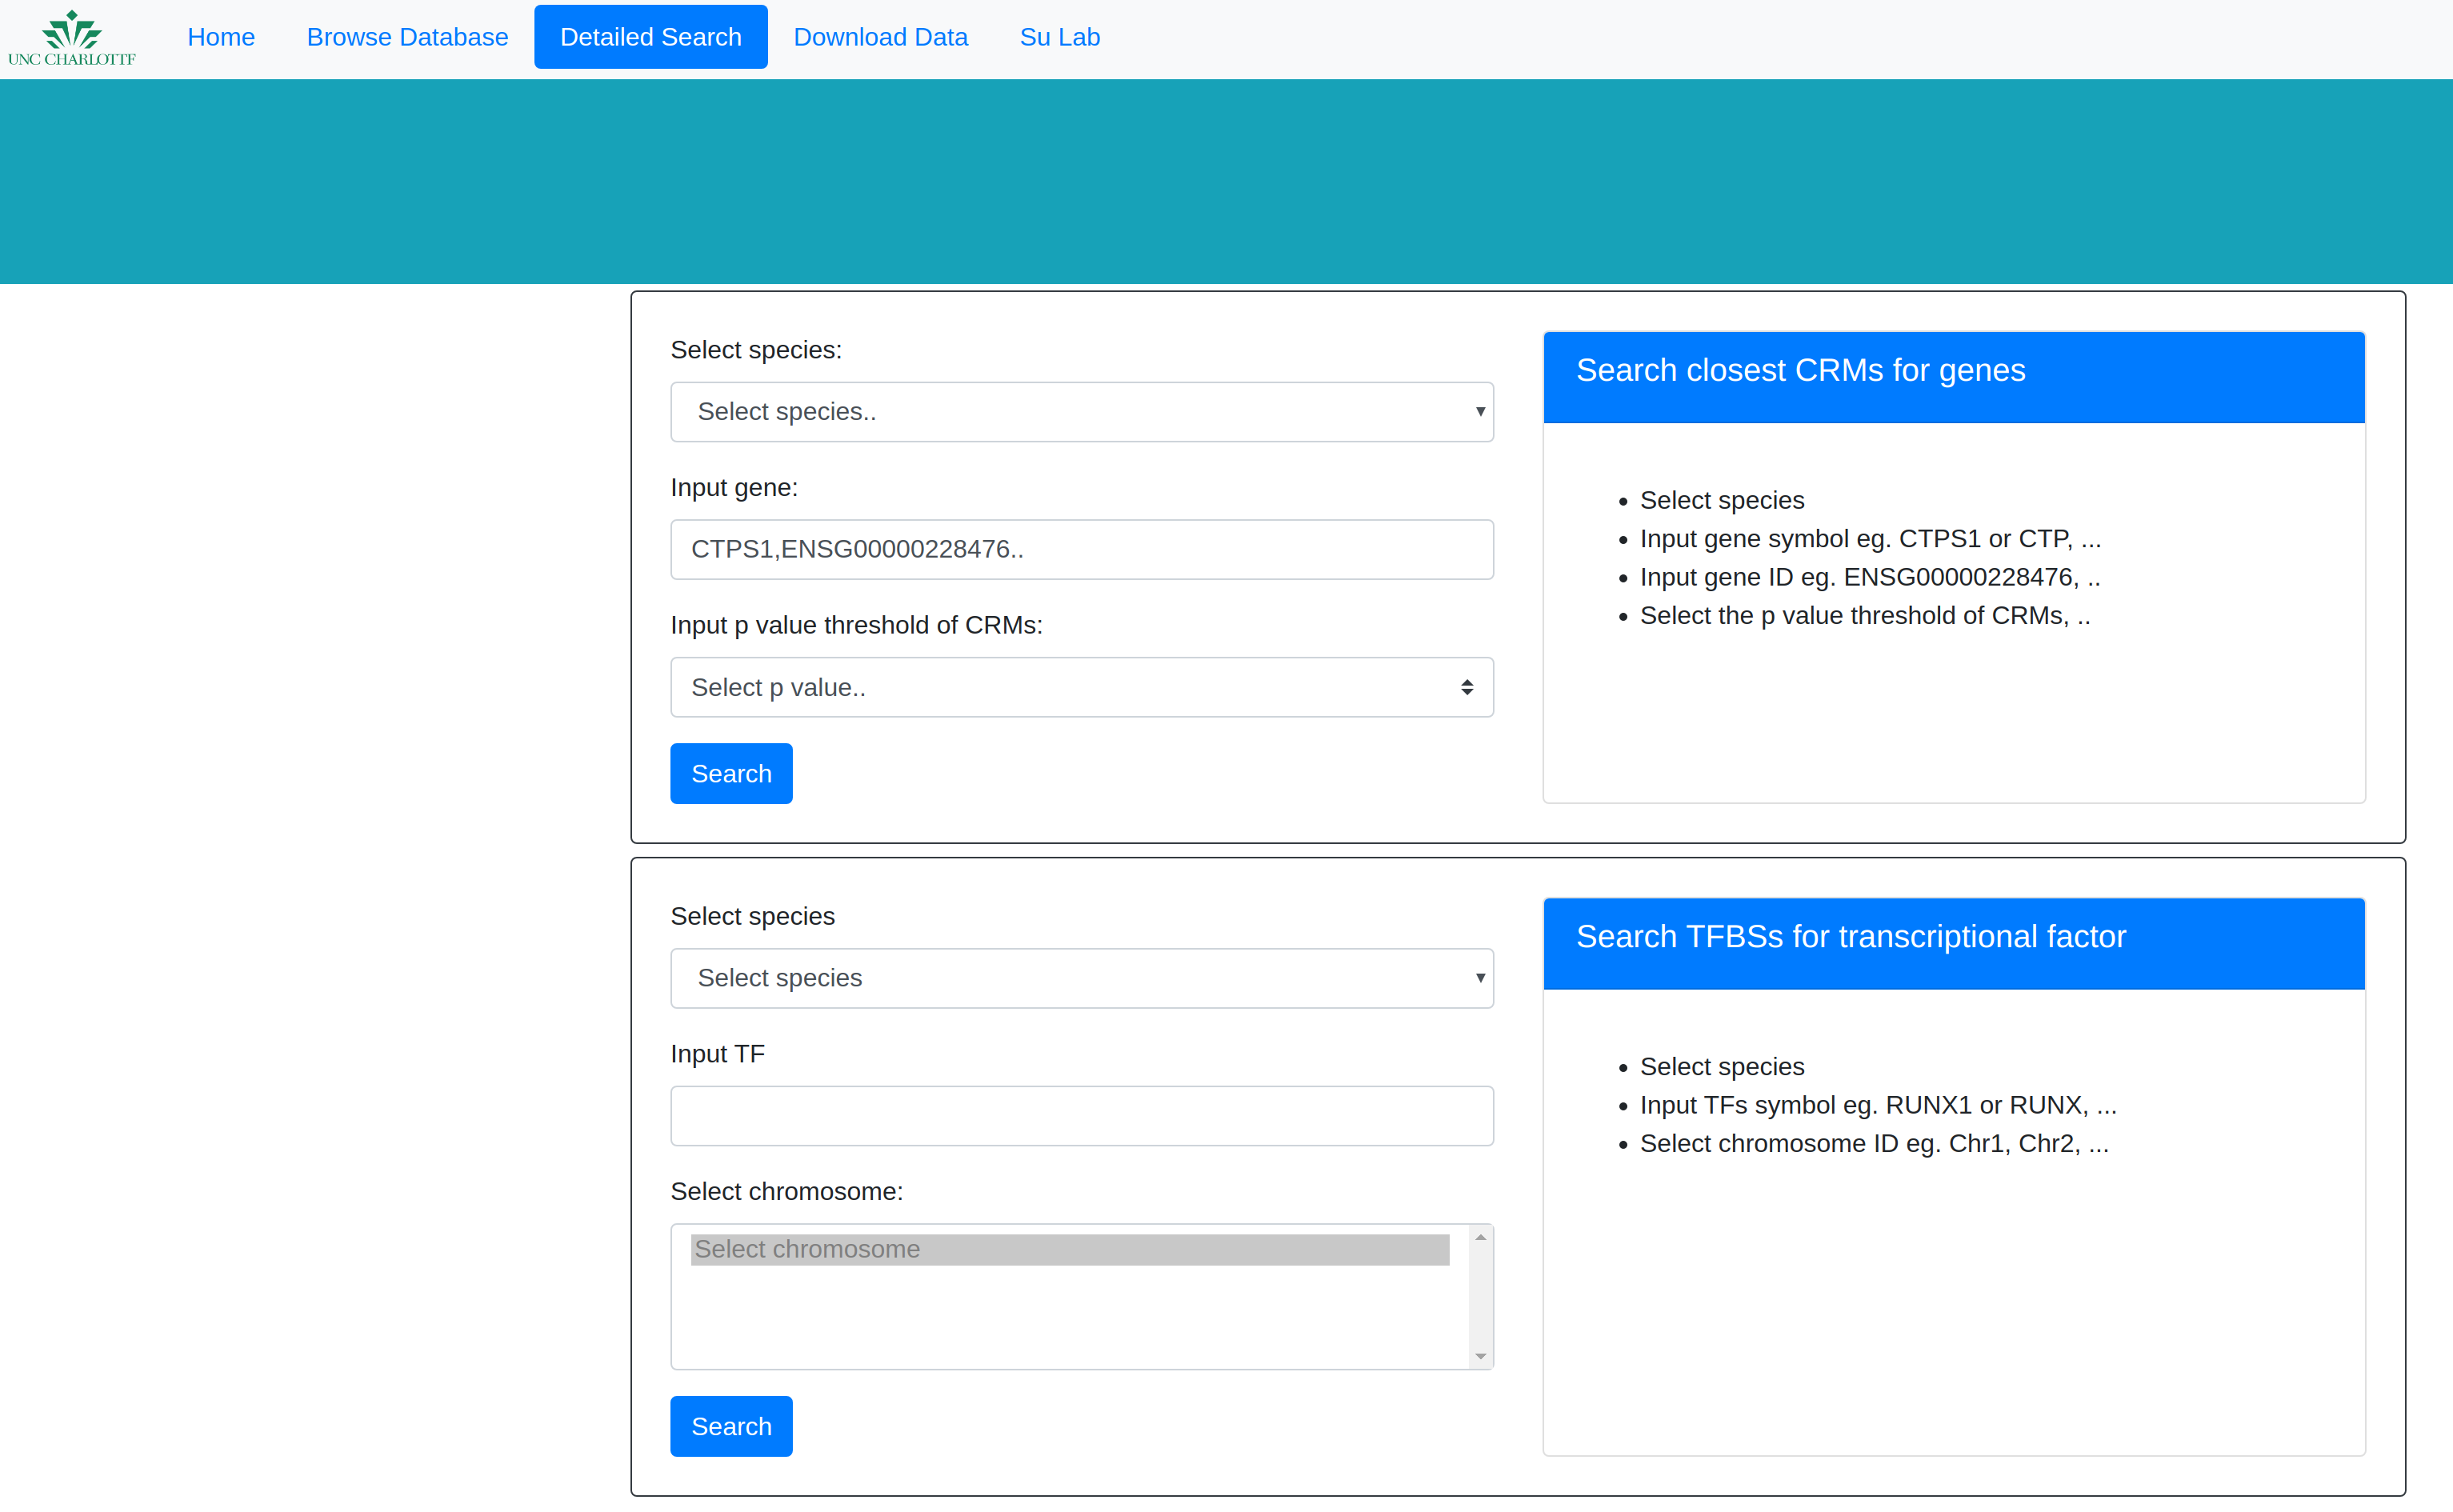 UNC CHARLOTTE
Home Browse Database Detailed Search Download Data Su Lab
Select species:
Select species..
Input gene:
CTPS1,ENSG00000228476..
Input p value threshold of CRMs:
Select p value..
Search
Search closest CRMs for genes
Select species
Input gene symbol eg. CTPS1 or CTP, ...
Input gene ID eg. ENSG00000228476, ..
Select the p value threshold of CRMs, ..
Select species
Select species
Input TF
Select chromosome:
Select chromosome
Search
Search TFBSs for transcriptional factor
Select species
Input TFs symbol eg. RUNX1 or RUNX, ...
Select chromosome ID eg. Chr1, Chr2, ...